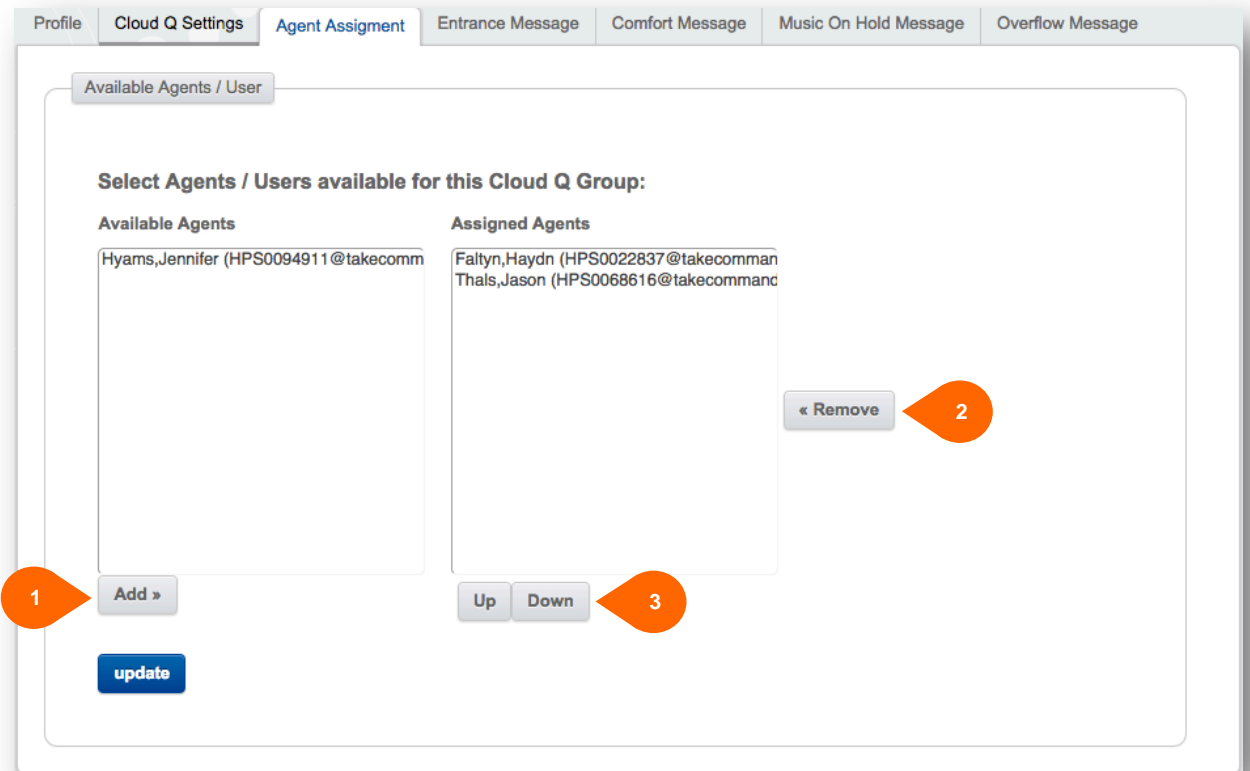 Profile Cloud Q Settings Agent Assigment Entrance Message Comfort Message Music On Hold Message Overflow Message
Available Agents / User
Select Agents / Users available for this Cloud Q Group:
Available Agents Assigned Agents
Hyams,Jennifer (HPS0094911@takecomm Faltyn,Haydn (HPS0022837@takecomman
Thals,Jason (HPS0068616@takecommand
« Remove 2
1 Add » Up Down 3
update